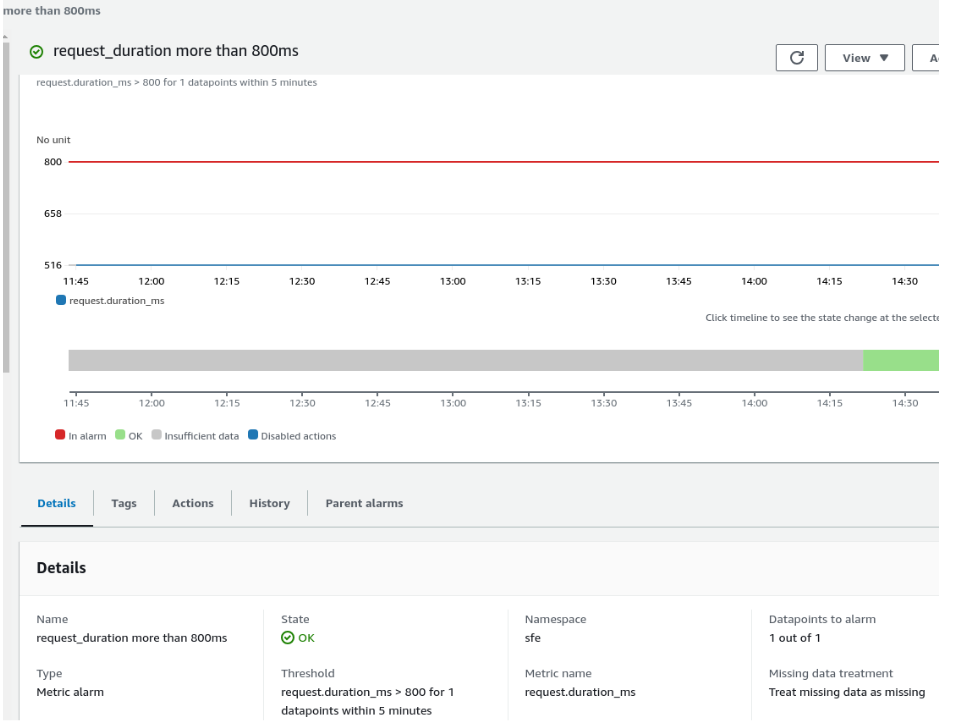 more than 800ms
request_duration more than 800ms
View
request.duration_ms > 800 for 1 datapoints within 5 minutes
No unit
800
658
516
11:45 12:00 12:15 12:30 12:45 13:00 13:15 13:30 13:45 14:00 14:15 14:30
request.duration_ms
Click timeline to see the state change at the selecte
11:45 12:00 12:15 12:30 12:45 13:00 13:15 13:30 13:45 14:00 14:15 14:30
In alarm OK Insufficient data Disabled actions
Details Tags Actions History Parent alarms
Details
Name
request_duration more than 800ms
Type
Metric alarm
State
OK
Threshold
request.duration_ms > 800 for 1
datapoints within 5 minutes
Namespace
sfe
Metric name
request.duration_ms
Datapoints to alarm
1 out of 1
Missing data treatment
Treat missing data as missing